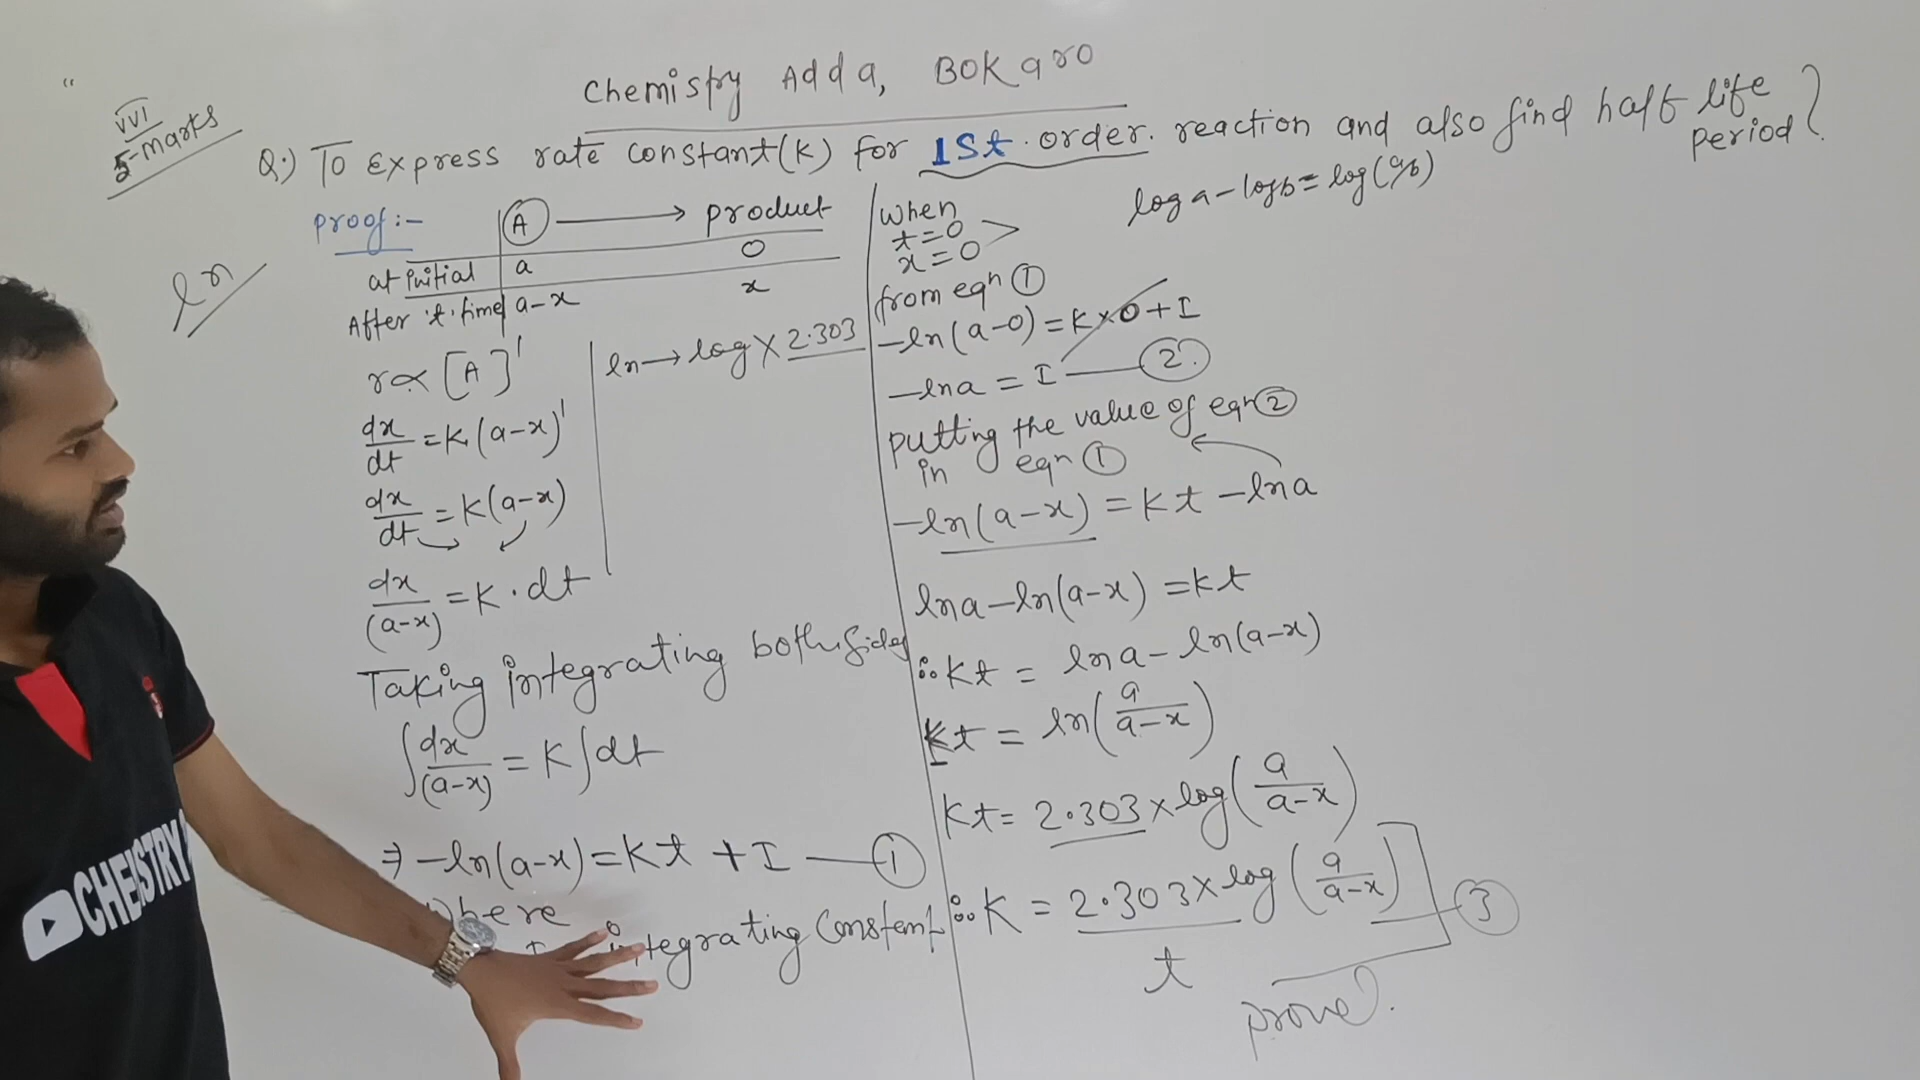 Chemistry Adda, BOKaro
VVI
5-marks
Q.) To Express rate constant(K) for 1St. order. reaction and also find half life period?
log a - log b = log(a/b)
proof:-
A → product
at initial a 0
After 't' time a-x x
ln
r∝[A]¹
ln → log × 2.303
dx/dt = K(a-x)¹
dx/dt = K(a-x)
dx/(a-x) = K.dt
Taking integrating both sides
∫dx/(a-x) = K∫dt
⇒ -ln(a-x) = Kt + I — ①
Where
I integrating Constant
when
t=0
x=0
from eqn ①
-ln(a-0) = K×0+I
-lna = I — ②
putting the value of eqn ②
in eqn ①
-ln(a-x) = Kt - lna
lna-ln(a-x) = Kt
∴ Kt = lna - ln(a-x)
Kt = ln(a/a-x)
Kt = 2.303 × log(a/a-x)
∴ K = 2.303 × log(a/a-x) / t — ③
prove
CHEMISTRY